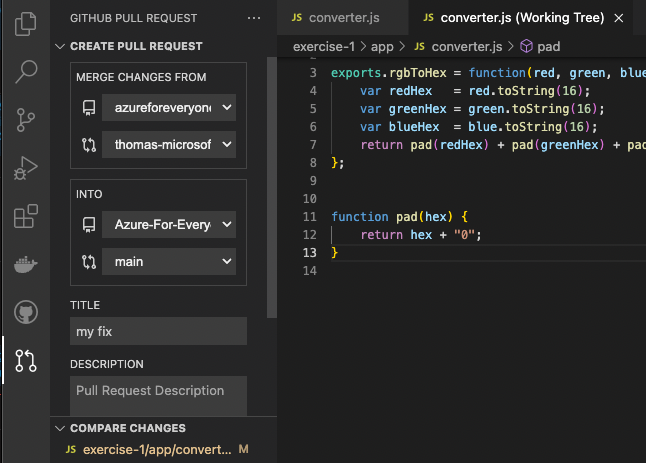 GITHUB PULL REQUEST ...
CREATE PULL REQUEST
MERGE CHANGES FROM
azureforeveryon
thomas-microsof
INTO
Azure-For-Every
main
TITLE
my fix
DESCRIPTION
Pull Request Description
COMPARE CHANGES
JS exercise-1/app/convert... M
JS converter.js
JS converter.js (Working Tree) ×
exercise-1 > app > JS converter.js > pad
3 exports.rgbToHex = function(red, green, blue
4 var redHex = red.toString(16);
5 var greenHex = green.toString(16);
6 var blueHex = blue.toString(16);
7 return pad(redHex) + pad(greenHex) + pad
8 };
9
10
11 function pad(hex) {
12 return hex + "0";
13 }
14